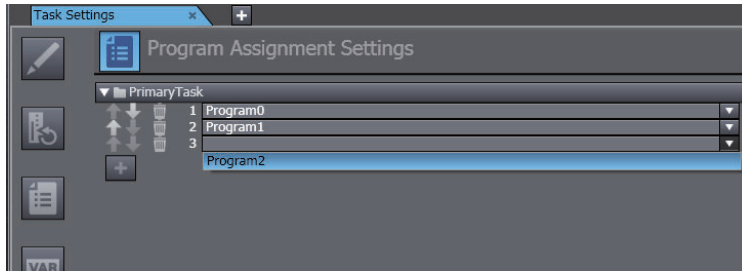 Task Settings × +
Program Assignment Settings
PrimaryTask
1 Program0
2 Program1
3
Program2
VAR